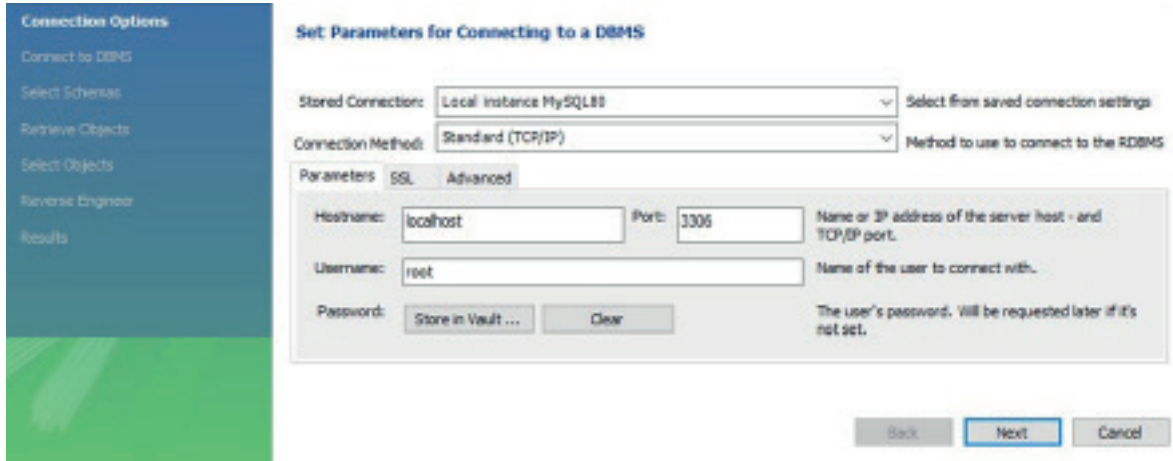 Connection Options
Connect to DBMS
Select Schemas
Retrieve Objects
Select Objects
Reverse Engineer
Results
Set Parameters for Connecting to a DBMS
Stored Connection: Local instance MySQL80 Select from saved connection settings
Connection Method: Standard (TCP/IP) Method to use to connect to the RDBMS
Parameters SSL Advanced
Hostname: localhost Port: 3306 Name or IP address of the server host - and
TCP/IP port.
Username: root Name of the user to connect with.
Password: Store in Vault ... Clear The user's password. Will be requested later if it's
not set.
Back Next Cancel